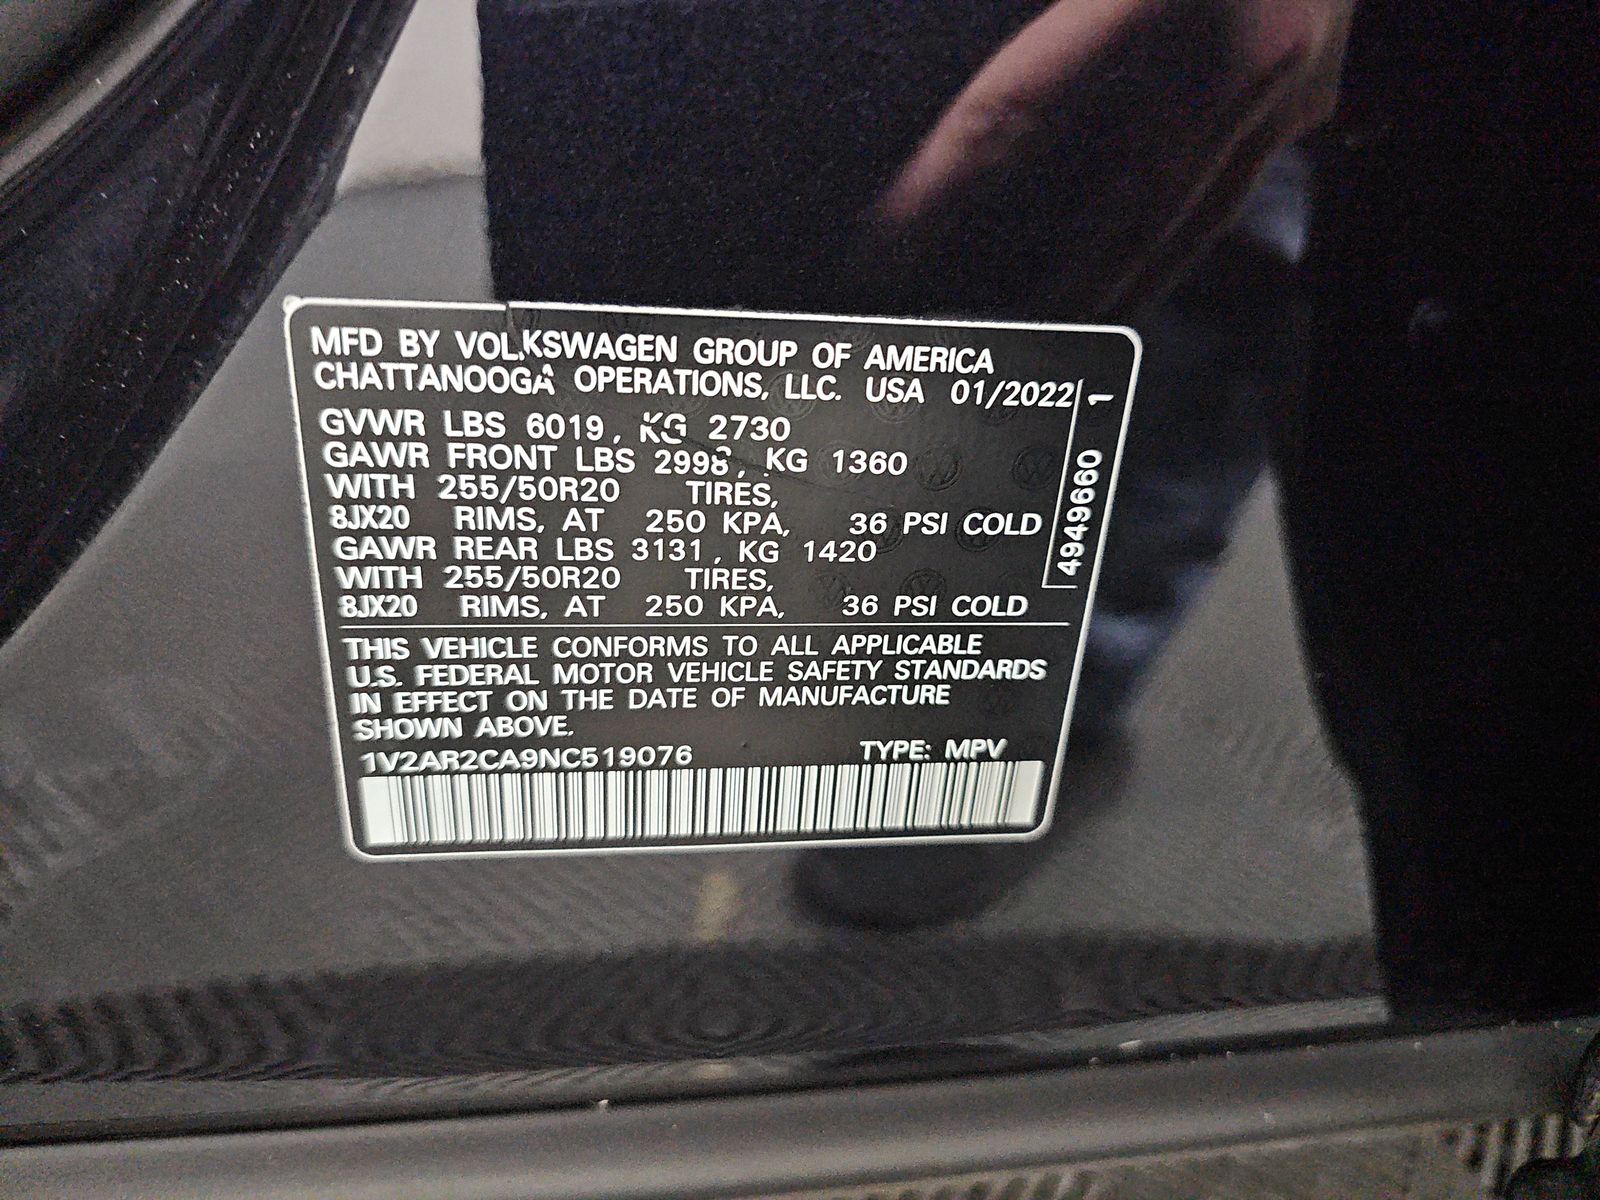 MFD BY VOLKSWAGEN GROUP OF AMERICA
CHATTANOOGA OPERATIONS, LLC. USA 01/2022
GVWR LBS 6019, KG 2730
GAWR FRONT LBS 2998, KG 1360
WITH 255/50R20 TIRES,
8JX20 RIMS, AT 250 KPA, 36 PSI COLD
GAWR REAR LBS 3131, KG 1420
WITH 255/50R20 TIRES,
8JX20 RIMS, AT 250 KPA, 36 PSI COLD
4949660 1
THIS VEHICLE CONFORMS TO ALL APPLICABLE
U.S. FEDERAL MOTOR VEHICLE SAFETY STANDARDS
IN EFFECT ON THE DATE OF MANUFACTURE
SHOWN ABOVE.
1V2AR2CA9NC519076 TYPE: MPV